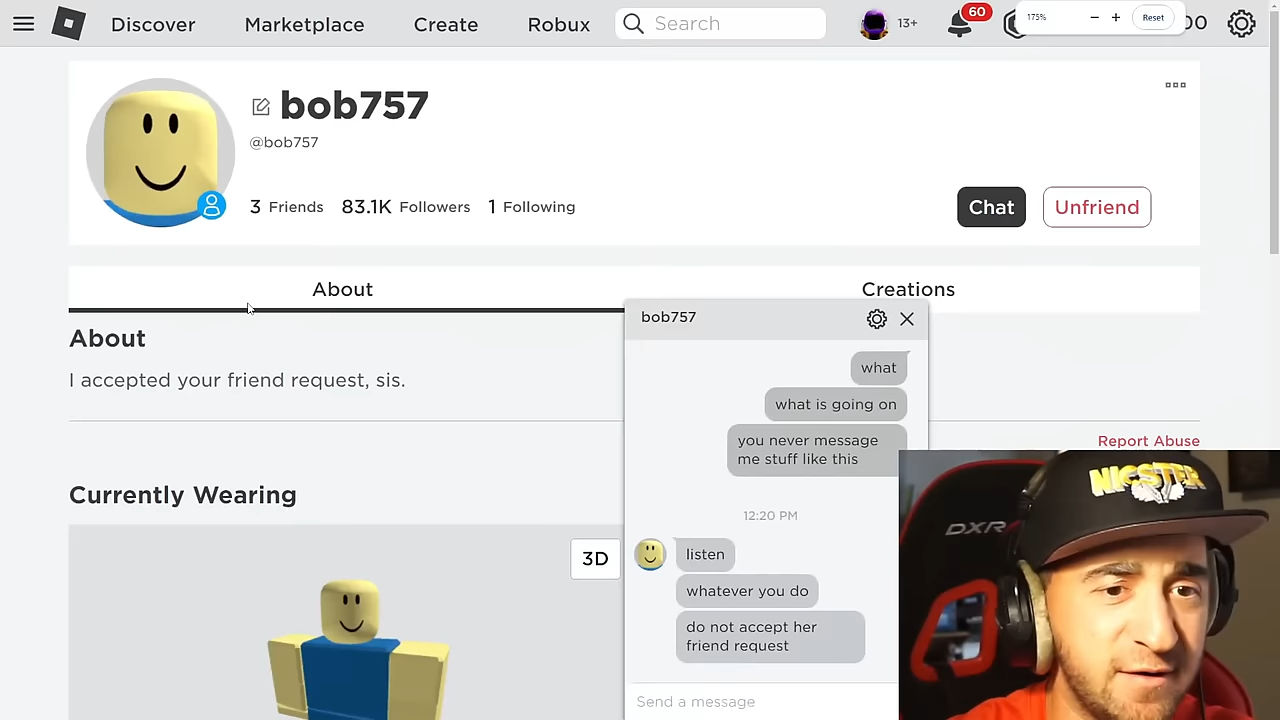 Discover
Marketplace
Create
Robux
Search
13+
60
175%
Reset
00
bob757
@bob757
3 Friends
83.1K Followers
1 Following
Chat
Unfriend
About
Creations
About
I accepted your friend request, sis.
Report Abuse
Currently Wearing
3D
bob757
what
what is going on
you never message
me stuff like this
12:20 PM
listen
whatever you do
do not accept her
friend request
Send a message
NICSTER
DXR